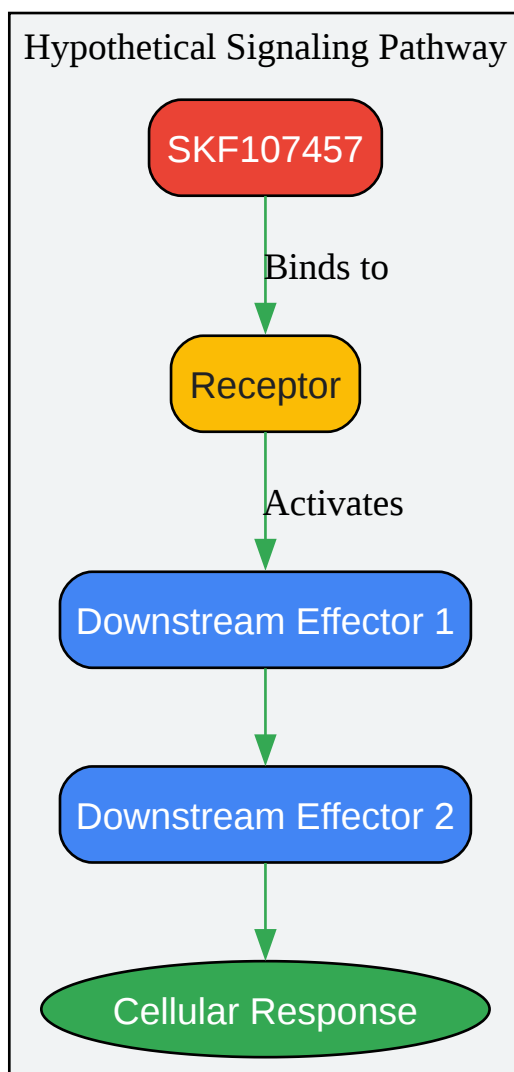 Hypothetical Signaling Pathway
SKF107457
Binds to
Receptor
Activates
Downstream Effector 1
Downstream Effector 2
Cellular Response